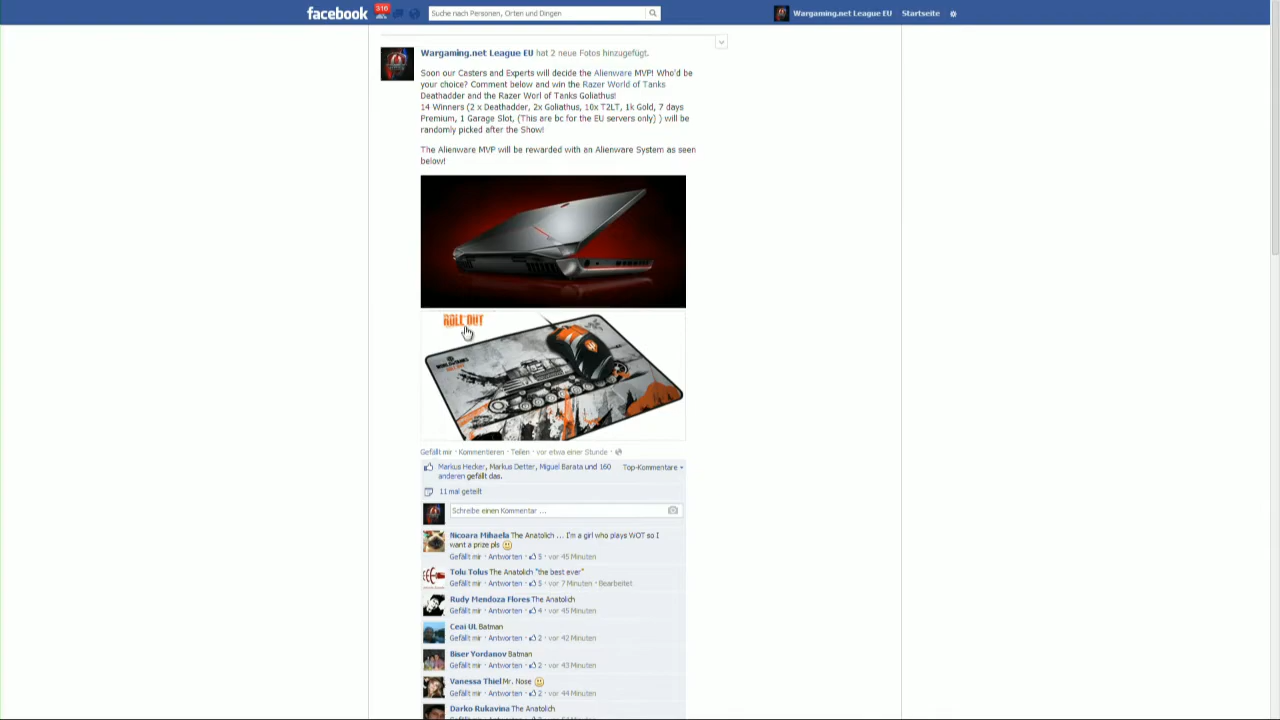 facebook
316
Suche nach Personen, Orten und Dingen
Wargaming.net League EU
Startseite
Wargaming.net League EU hat 2 neue Fotos hinzugefügt.
Soon our Casters and Experts will decide the Alienware MVP! Who'd be
your choice? Comment below and win the Razer World of Tanks
Deathadder and the Razer Worl of Tanks Goliathus!
14 Winners (2 x Deathadder, 2x Goliathus, 10x T2LT, 1k Gold, 7 days
Premium, 1 Garage Slot, (This are bc for the EU servers only) ) will be
randomly picked after the Show!
The Alienware MVP will be rewarded with an Alienware System as seen
below!
ROLL OUT
Gefällt mir · Kommentieren · Teilen · vor etwa einer Stunde ·
Markus Hecker, Markus Detter, Miguel Barata und 160
anderen gefällt das.
Top-Kommentare
11 mal geteilt
Schreibe einen Kommentar ...
Nicoara Mihaela The Anatolich ... I'm a girl who plays WOT so I
want a prize pls
Gefällt mir · Antworten · 5 · vor 45 Minuten
Tolu Tolus The Anatolich "the best ever"
Gefällt mir · Antworten · 5 · vor 7 Minuten · Bearbeitet
Rudy Mendoza Flores The Anatolich
Gefällt mir · Antworten · 4 · vor 45 Minuten
Ceai UL Batman
Gefällt mir · Antworten · 2 · vor 42 Minuten
Biser Yordanov Batman
Gefällt mir · Antworten · 2 · vor 43 Minuten
Vanessa Thiel Mr. Nose
Gefällt mir · Antworten · 2 · vor 44 Minuten
Darko Rukavina The Anatolich